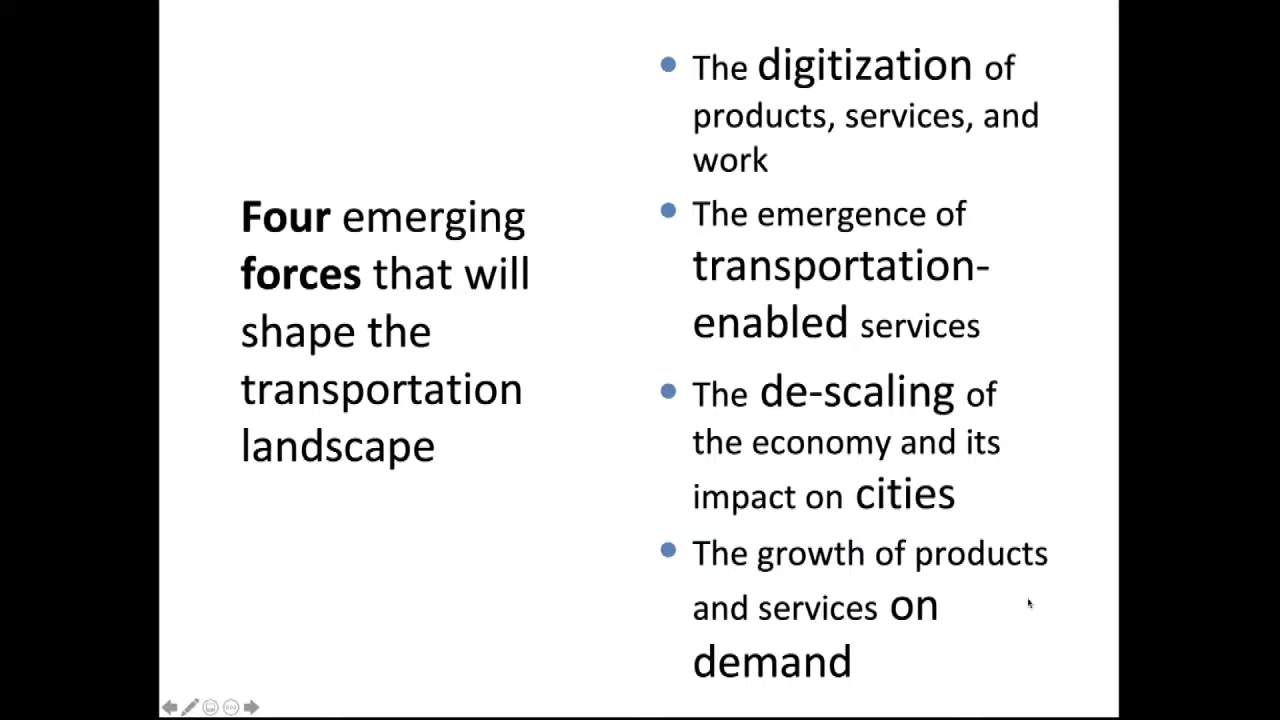 Four emerging
forces that will
shape the
transportation
landscape
The digitization of
products, services, and
work
The emergence of
transportation-
enabled services
The de-scaling of
the economy and its
impact on cities
The growth of products
and services on
demand